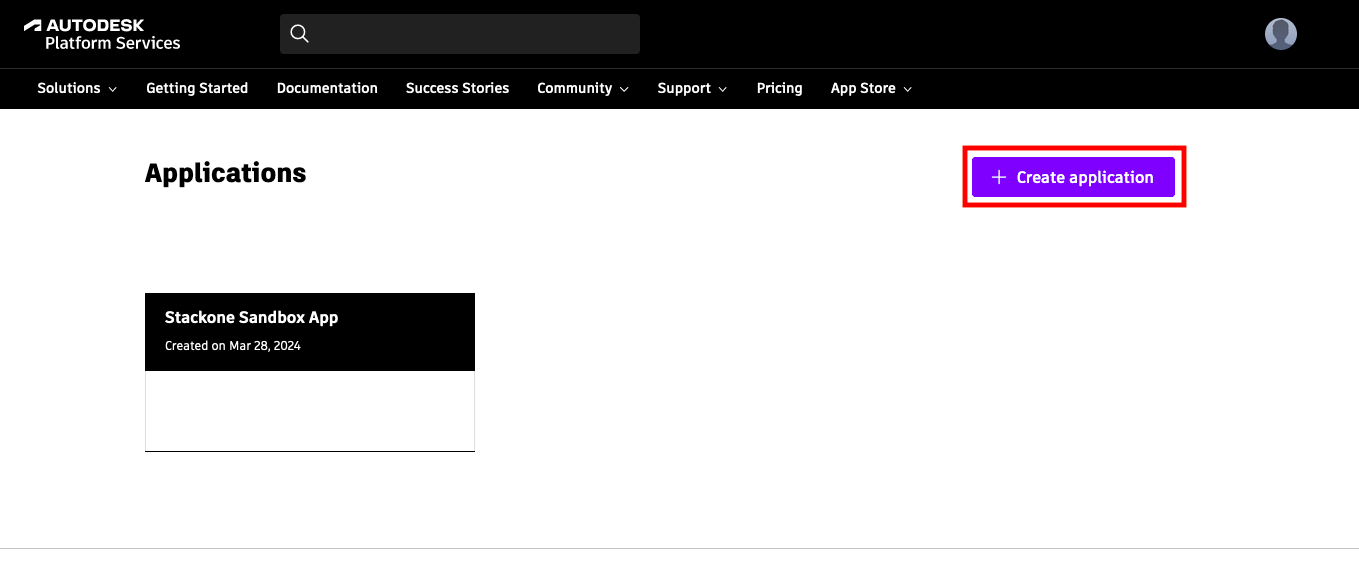 AUTODESK
Platform Services
Solutions Getting Started Documentation Success Stories Community Support Pricing App Store
Applications
Create application
Stackone Sandbox App
Created on Mar 28, 2024